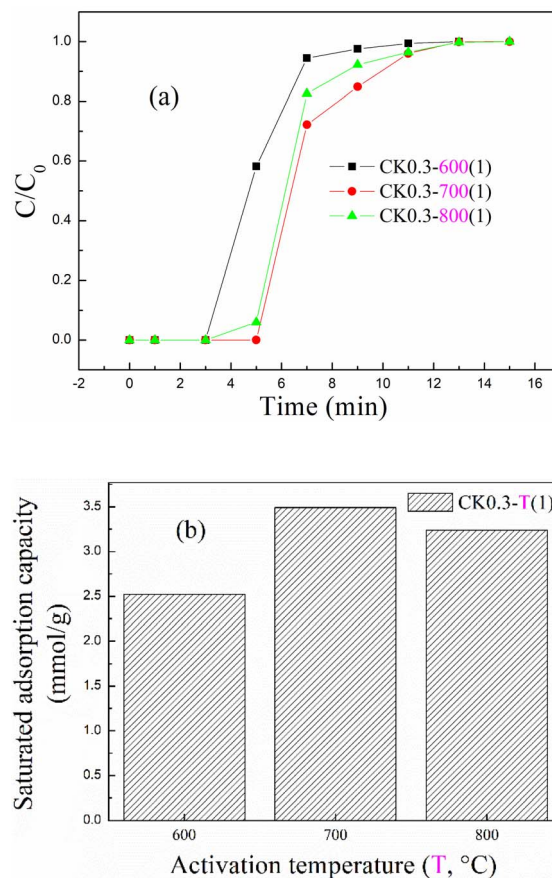 (a)
1.0
0.8
0.6
0.4
0.2
0.0
C/C₀
CK0.3-600(1)
CK0.3-700(1)
CK0.3-800(1)
-2 0 2 4 6 8 10 12 14 16
Time (min)
(b)
CK0.3-T(1)
3.5
3.0
2.5
2.0
1.5
1.0
0.5
0.0
Saturated adsorption capacity
(mmol/g)
600 700 800
Activation temperature (T, °C)